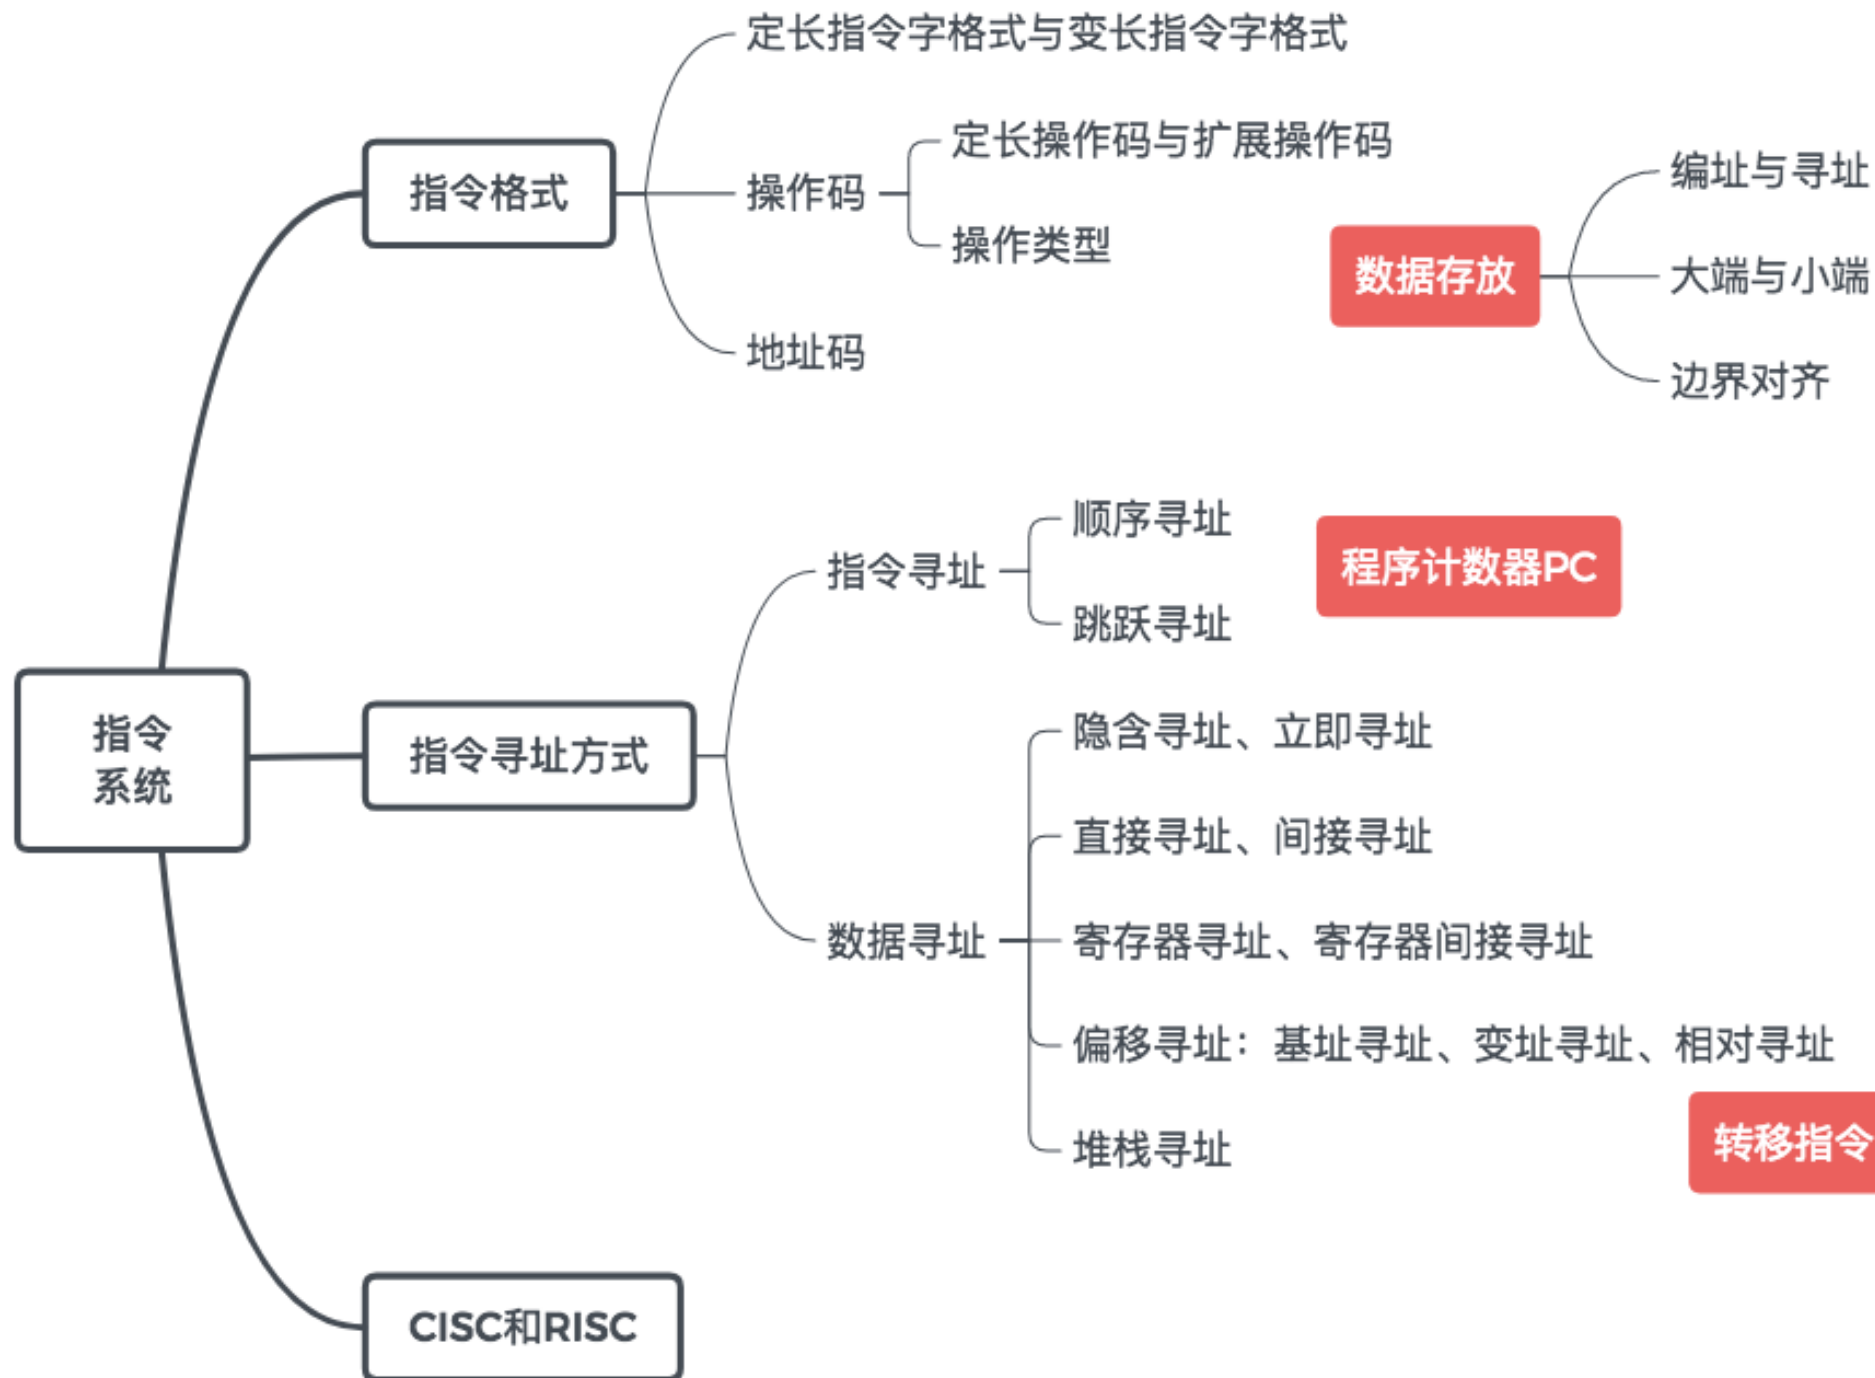 定长指令字格式与变长指令字格式
指令格式
操作码
定长操作码与扩展操作码
操作类型
地址码
数据存放
编址与寻址
大端与小端
边界对齐
指令
系统
指令寻址方式
指令寻址
顺序寻址
跳跃寻址
程序计数器PC
数据寻址
隐含寻址、立即寻址
直接寻址、间接寻址
寄存器寻址、寄存器间接寻址
偏移寻址：基址寻址、变址寻址、相对寻址
堆栈寻址
转移指令
CISC和RISC